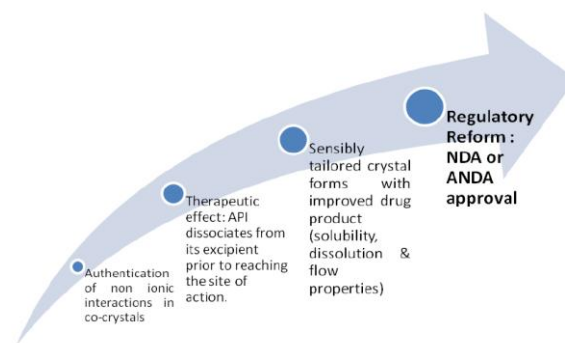 Authentication
of non ionic
interactions in
co-crystals
Therapeutic
effect: API
dissociates from
its excipient
prior to reaching
the site of
action.
Sensibly
tailored crystal
forms with
improved drug
product
(solubility,
dissolution &
flow
properties)
Regulatory
Reform :
NDA or
ANDA
approval